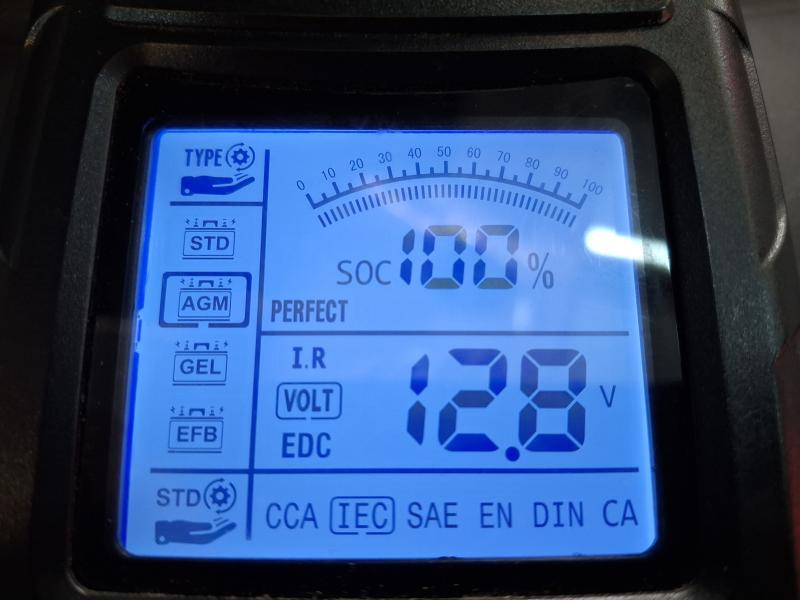 TYPE
0 10 20 30 40 50 60 70 80 90 100
STD
SOC 100 %
AGM
PERFECT
GEL
I.R
VOLT
12.8 V
EFB
EDC
STD
CCA IEC SAE EN DIN CA